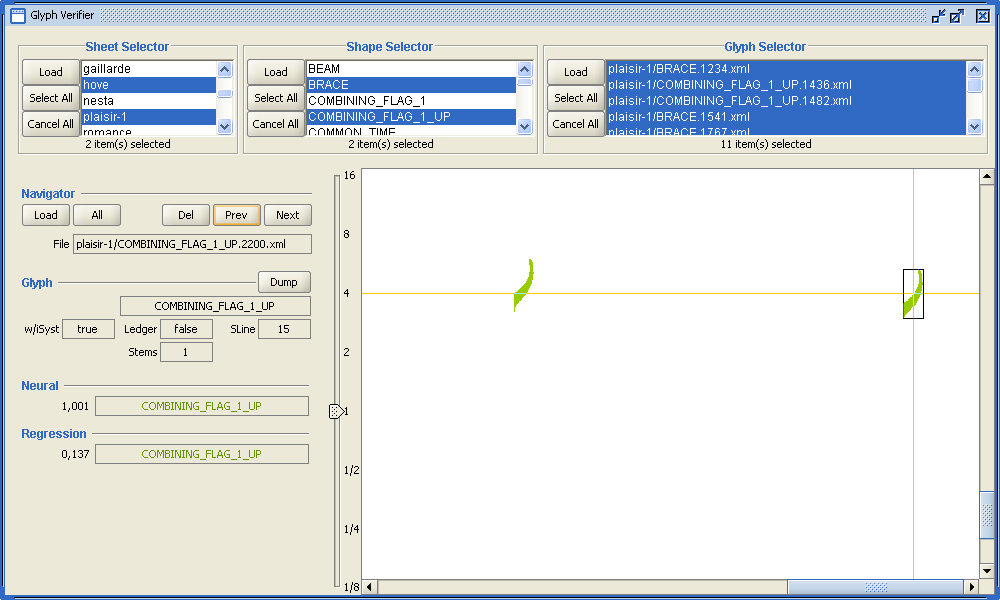 Glyph Verifier
Sheet Selector
Load
Select All
Cancel All
gaillarde
hove
nesta
plaisir-1
romance
2 item(s) selected
Shape Selector
Load
Select All
Cancel All
BEAM
BRACE
COMBINING_FLAG_1
COMBINING_FLAG_1_UP
COMMON_TIME
2 item(s) selected
Glyph Selector
Load
Select All
Cancel All
plaisir-1/BRACE.1234.xml
plaisir-1/COMBINING_FLAG_1_UP.1436.xml
plaisir-1/COMBINING_FLAG_1_UP.1482.xml
plaisir-1/BRACE.1541.xml
plaisir-1/BRACE.1767.xml
11 item(s) selected
Navigator
Load All Del Prev Next
File plaisir-1/COMBINING_FLAG_1_UP.2200.xml
Glyph Dump
COMBINING_FLAG_1_UP
w/iSyst true Ledger false SLine 15
Stems 1
Neural
1,001 COMBINING_FLAG_1_UP
Regression
0,137 COMBINING_FLAG_1_UP
16
8
4
2
1
1/2
1/4
1/8